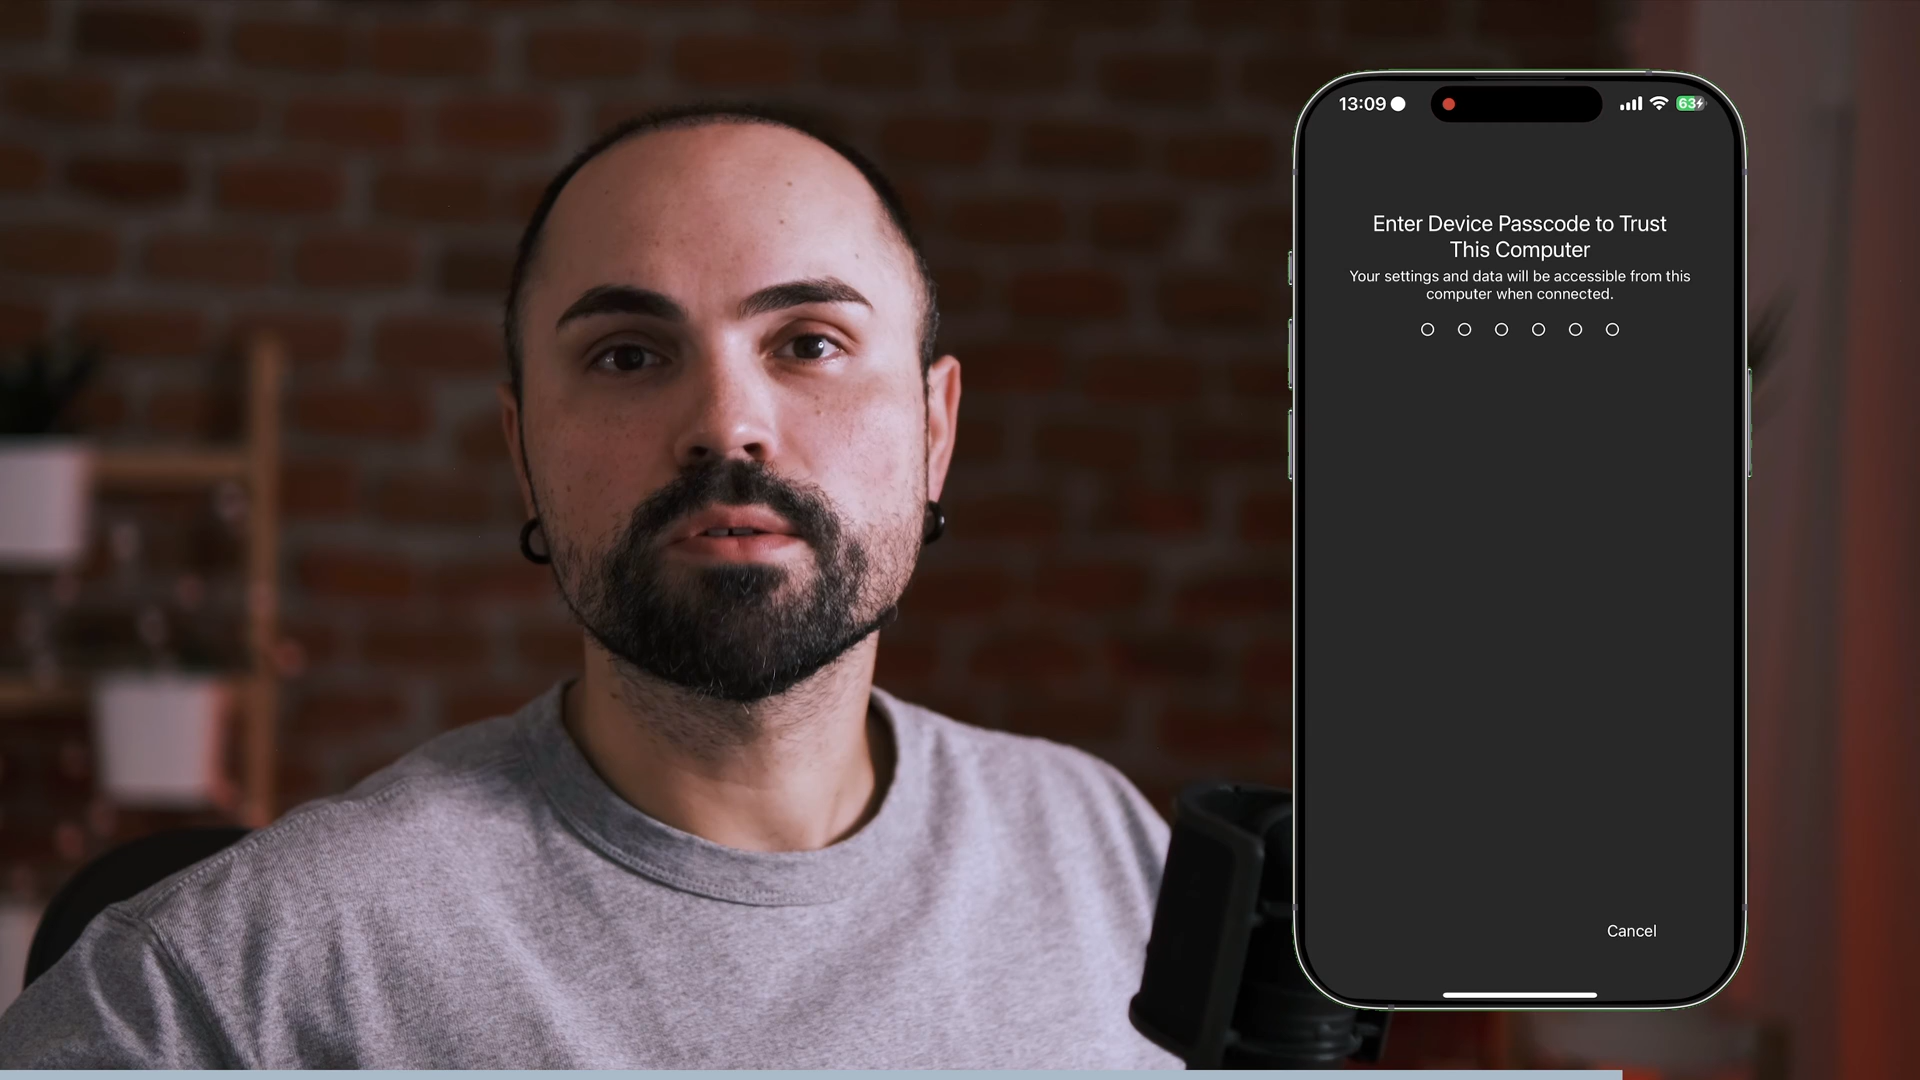 13:09
63
Enter Device Passcode to Trust
This Computer
Your settings and data will be accessible from this
computer when connected.
Cancel